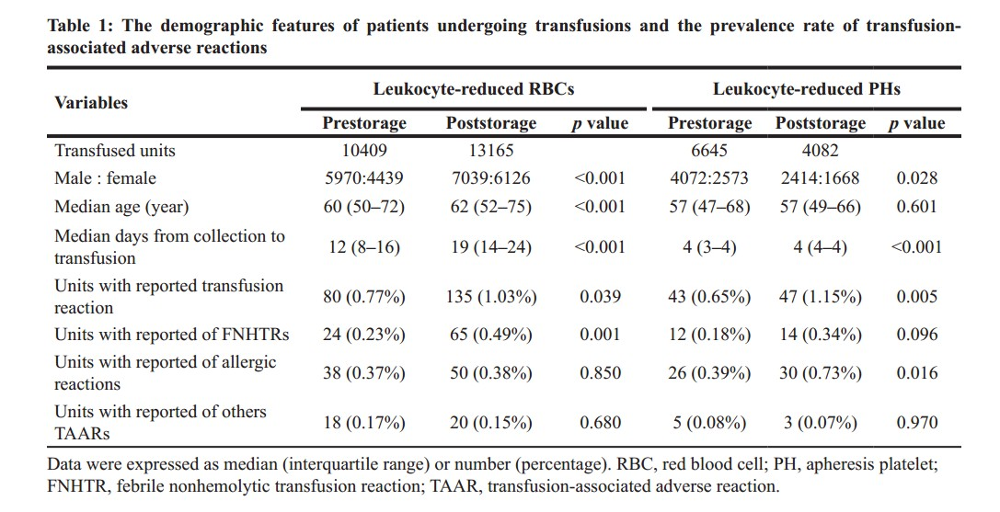 Table 1: The demographic features of patients undergoing transfusions and the prevalence rate of transfusion-
associated adverse reactions
Variables Leukocyte-reduced RBCs Leukocyte-reduced PHs
Prestorage Poststorage p value Prestorage Poststorage p value
Transfused units 10409 13165 6645 4082
Male : female 5970:4439 7039:6126 <0.001 4072:2573 2414:1668 0.028
Median age (year) 60 (50–72) 62 (52–75) <0.001 57 (47–68) 57 (49–66) 0.601
Median days from collection to
transfusion 12 (8–16) 19 (14–24) <0.001 4 (3–4) 4 (4–4) <0.001
Units with reported transfusion
reaction 80 (0.77%) 135 (1.03%) 0.039 43 (0.65%) 47 (1.15%) 0.005
Units with reported of FNHTRs 24 (0.23%) 65 (0.49%) 0.001 12 (0.18%) 14 (0.34%) 0.096
Units with reported of allergic
reactions 38 (0.37%) 50 (0.38%) 0.850 26 (0.39%) 30 (0.73%) 0.016
Units with reported of others
TAARs 18 (0.17%) 20 (0.15%) 0.680 5 (0.08%) 3 (0.07%) 0.970
Data were expressed as median (interquartile range) or number (percentage). RBC, red blood cell; PH, apheresis platelet;
FNHTR, febrile nonhemolytic transfusion reaction; TAAR, transfusion-associated adverse reaction.